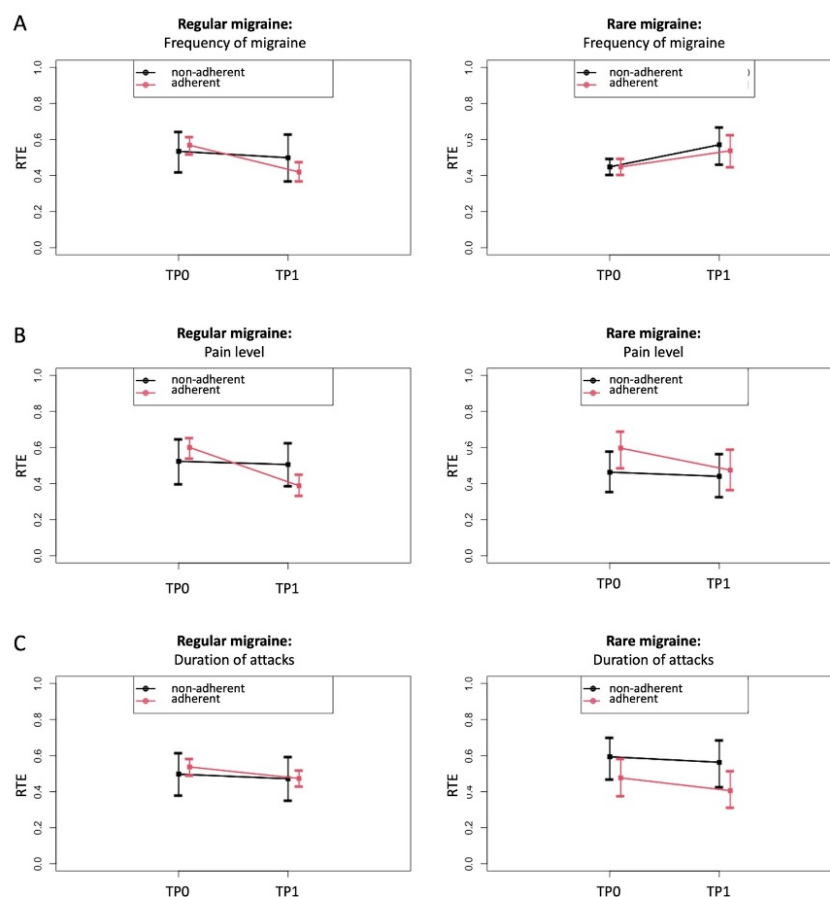 A
Regular migraine:
Frequency of migraine
non-adherent
adherent
1.0
0.8
0.6
0.4
0.2
0.0
RTE
TP0 TP1
Rare migraine:
Frequency of migraine
non-adherent
adherent
1.0
0.8
0.6
0.4
0.2
0.0
RTE
TP0 TP1
B
Regular migraine:
Pain level
non-adherent
adherent
1.0
0.8
0.6
0.4
0.2
0.0
RTE
TP0 TP1
Rare migraine:
Pain level
non-adherent
adherent
1.0
0.8
0.6
0.4
0.2
0.0
RTE
TP0 TP1
C
Regular migraine:
Duration of attacks
non-adherent
adherent
1.0
0.8
0.6
0.4
0.2
0.0
RTE
TP0 TP1
Rare migraine:
Duration of attacks
non-adherent
adherent
1.0
0.8
0.6
0.4
0.2
0.0
RTE
TP0 TP1